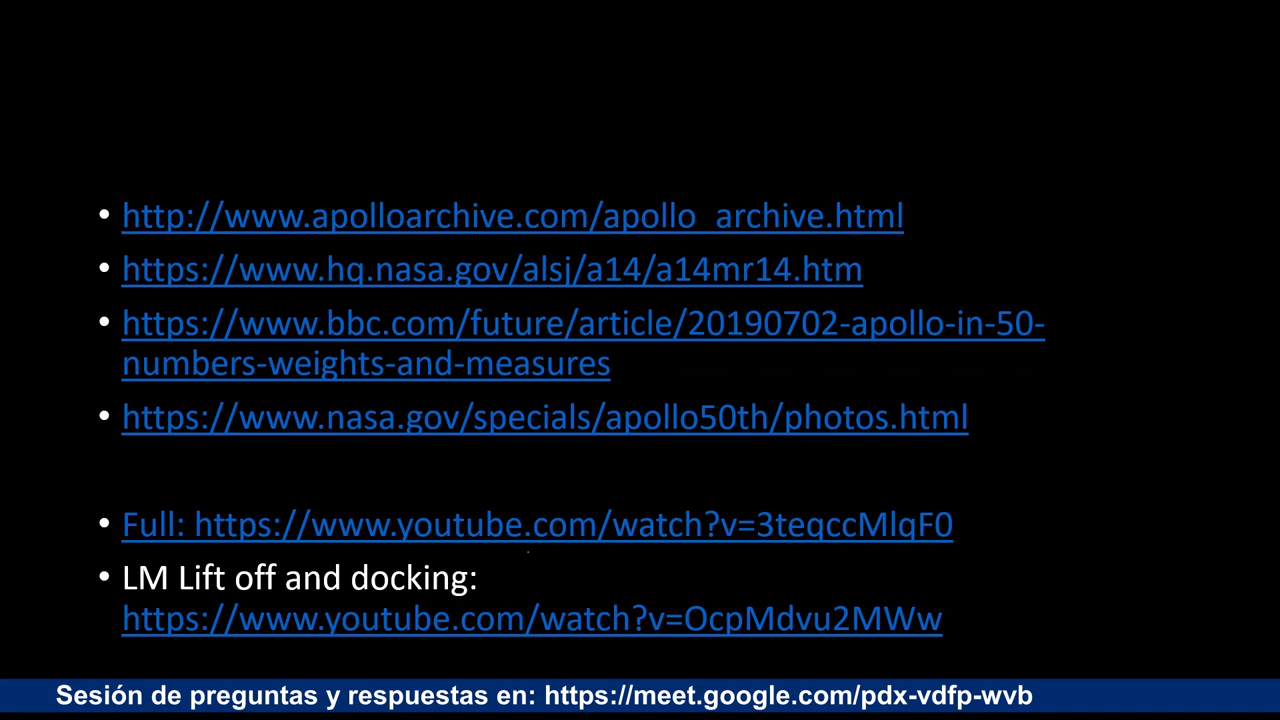 • http://www.apolloarchive.com/apollo_archive.html
• https://www.hq.nasa.gov/alsj/a14/a14mr14.htm
• https://www.bbc.com/future/article/20190702-apollo-in-50-
numbers-weights-and-measures
• https://www.nasa.gov/specials/apollo50th/photos.html
• Full: https://www.youtube.com/watch?v=3teqccMlqF0
• LM Lift off and docking:
https://www.youtube.com/watch?v=OcpMdvu2MWw
Sesión de preguntas y respuestas en: https://meet.google.com/pdx-vdfp-wvb